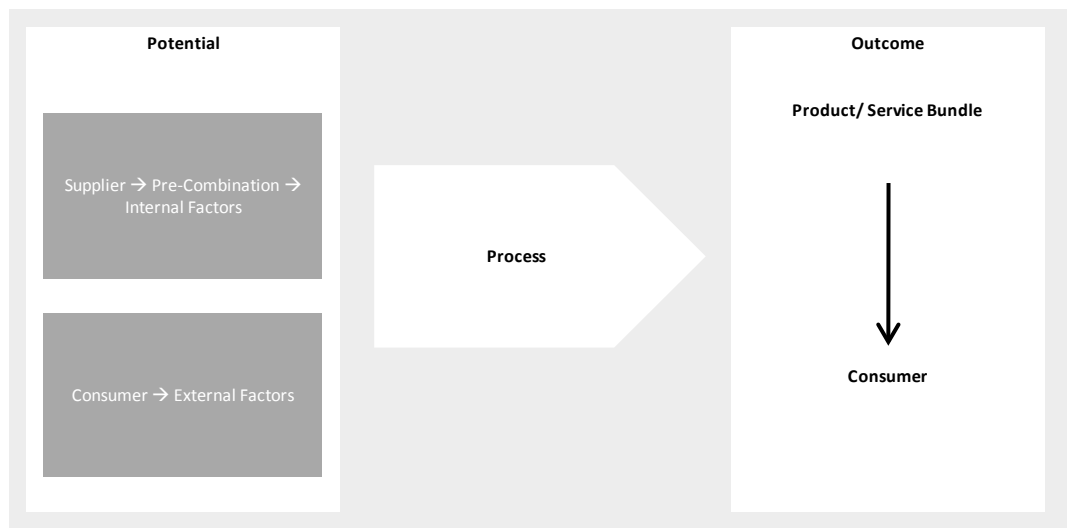 Potential
Supplier → Pre-Combination →
Internal Factors
Consumer → External Factors
Process
Outcome
Product/ Service Bundle
Consumer